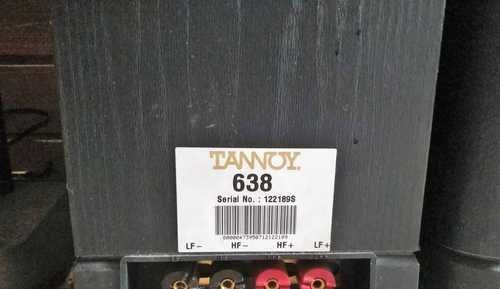 TANNOY
638
Serial No. : 122189S
LF- HF- HF+ LF+